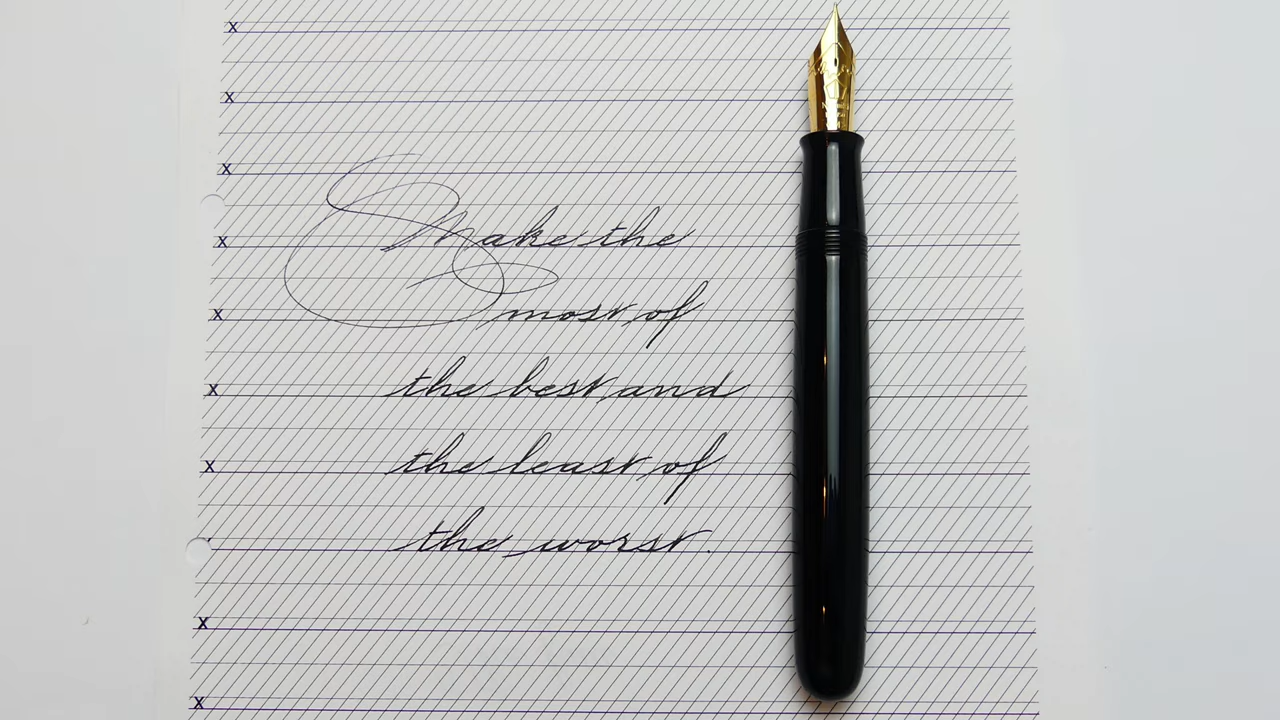 x
x
x
x
Make the
x
most of
x
the best and
x
the least of
the worst.
x
x